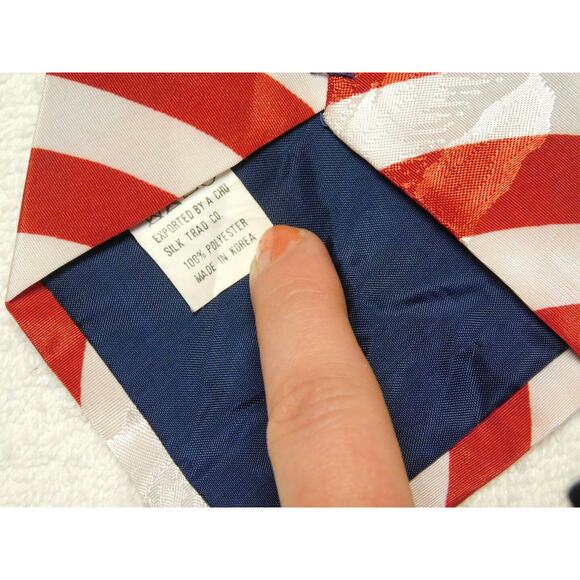 EXPORTED BY A CHU
SILK TRAD CO.
100% POLYESTER
MADE IN KOREA